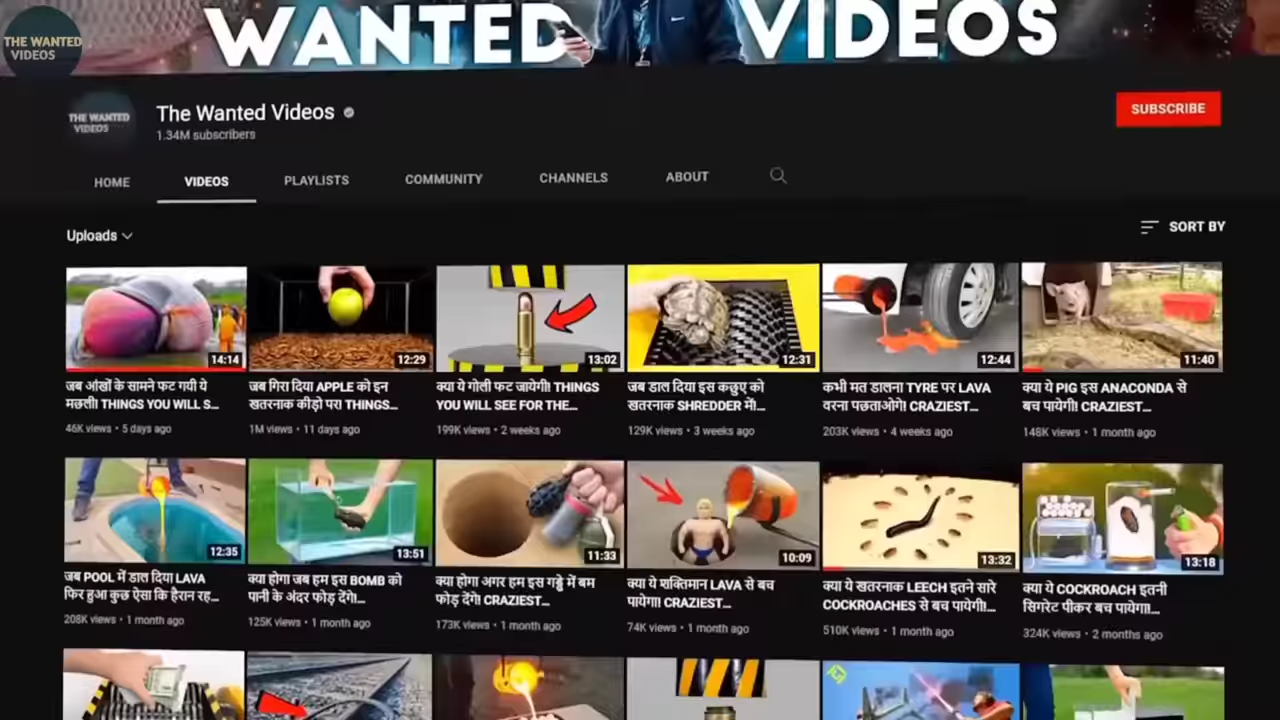 WANTED VIDEOS
THE WANTED
VIDEOS
The Wanted Videos
1.34M subscribers
SUBSCRIBE
THE WANTED
VIDEOS
HOME
VIDEOS
PLAYLISTS
COMMUNITY
CHANNELS
ABOUT
Uploads
SORT BY
14:14
12:29
13:02
12:31
12:44
11:40
जब आंखों के सामने फट गयी ये
मछली! THINGS YOU WILL S...
46K views • 5 days ago
जब गिरा दिया APPLE को इन
खतरनाक कीड़ो पर! THINGS...
1M views • 11 days ago
क्या ये गोली फट जायेगी! THINGS
YOU WILL SEE FOR THE...
199K views • 2 weeks ago
जब डाल दिया इस कछुए को
खतरनाक SHREDDER में!...
129K views • 3 weeks ago
कभी मत डालना TYRE पर LAVA
वरना पछताओगे! CRAZIEST...
203K views • 4 weeks ago
क्या ये PIG इस ANACONDA से
बच पायेगी! CRAZIEST...
148K views • 1 month ago
12:35
13:51
11:33
10:09
13:32
13:18
जब POOL में डाल दिया LAVA
फिर हुआ कुछ ऐसा कि हैरान रह...
208K views • 1 month ago
क्या होगा जब हम इस BOMB को
पानी के अंदर फोड़ देंगे!...
125K views • 1 month ago
क्या होगा अगर हम इस गड्ढे में बम
फोड़ देंगे! CRAZIEST...
173K views • 1 month ago
क्या ये शक्तिमान LAVA से बच
पायेगा! CRAZIEST...
74K views • 1 month ago
क्या ये खतरनाक LEECH इतने सारे
COCKROACHES से बच पायेगी!...
510K views • 1 month ago
क्या ये COCKROACH इतनी
सिगरेट पीकर बच पायेगा!...
324K views • 2 months ago